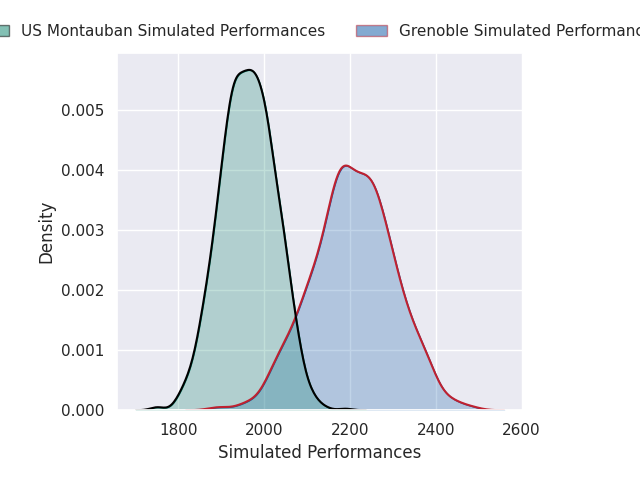 US Montauban Simulated Performances
Grenoble Simulated
0.005
0.004
0.003
0.002
0.001
0.000
Density
1800
2000
2200
2400
2600
Simulated Performances